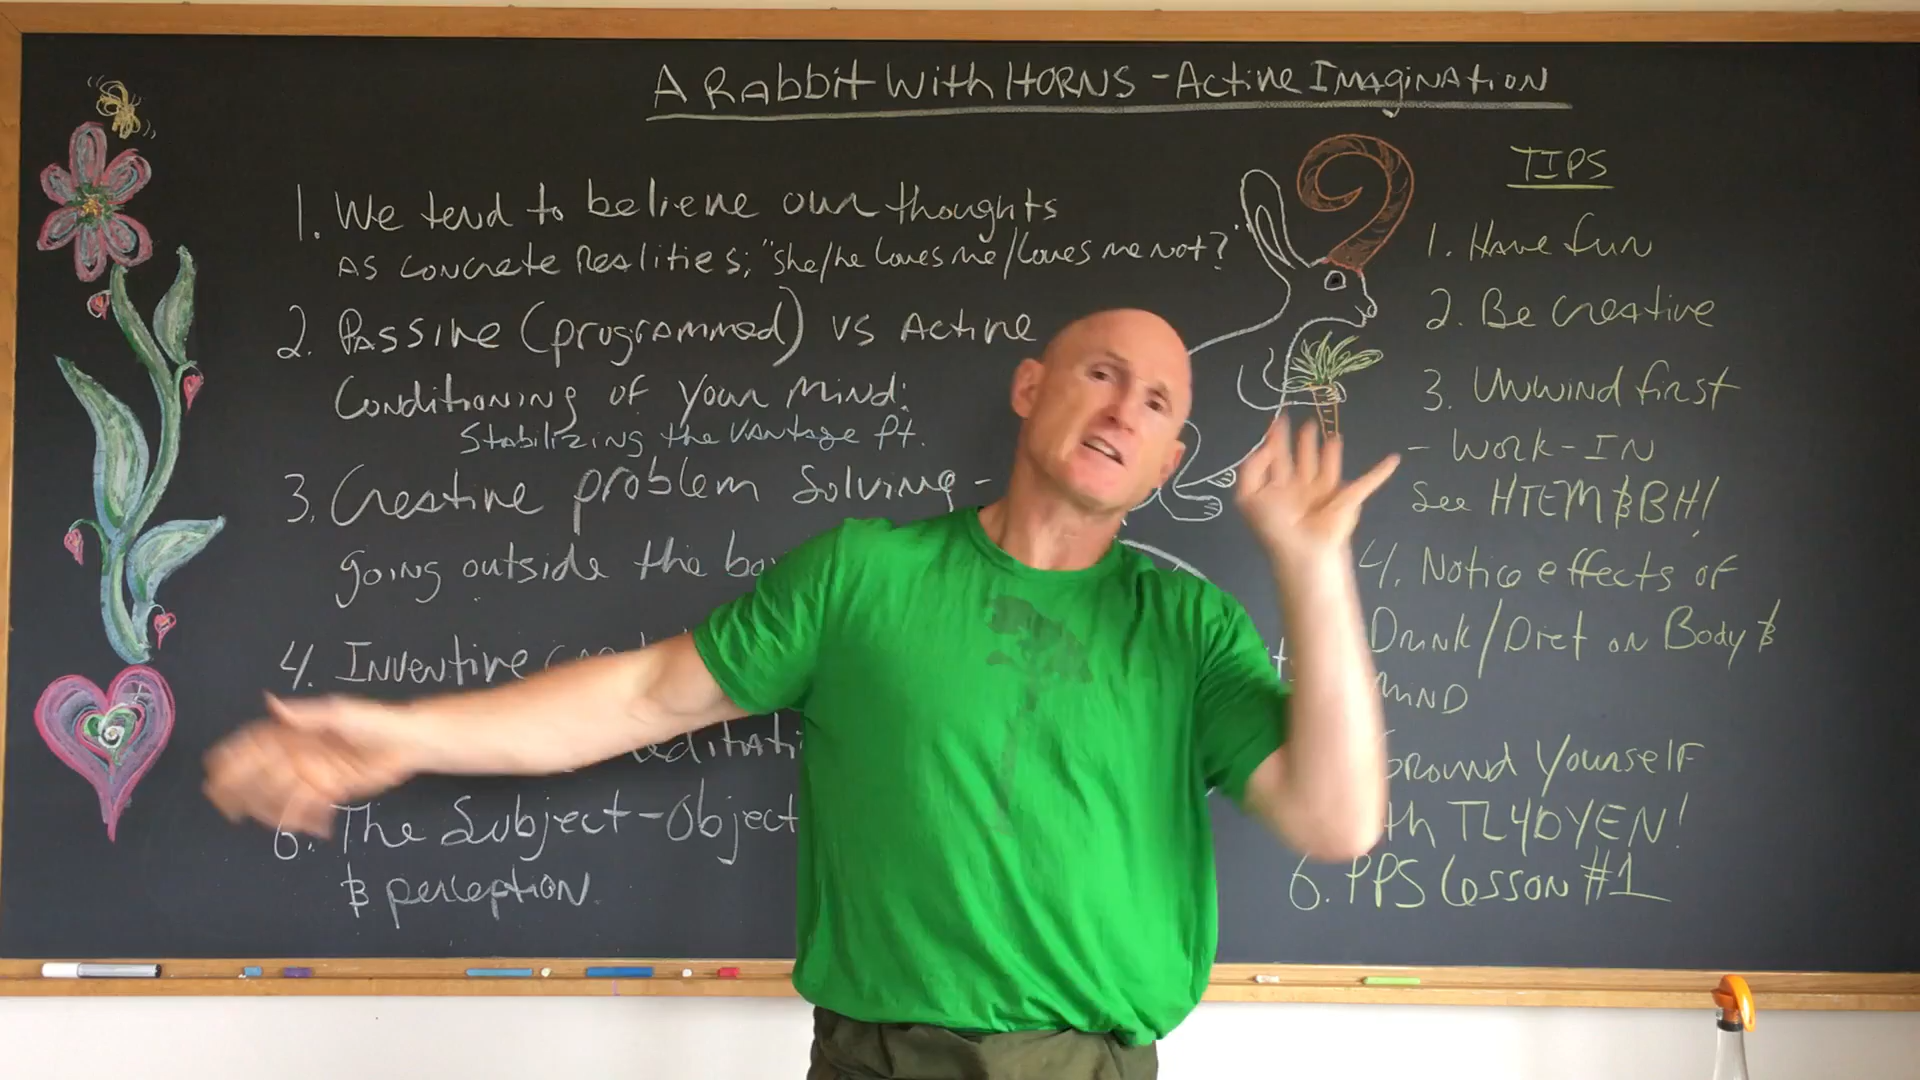 A Rabbit With HORNS - Active Imagination
1. We tend to believe our thoughts
As concrete Realities; "She/he Loves me/Loves me not?"
2. Passive (programmed) vs Active
Conditioning of Your Mind:
Stabilizing the Vantage Pt.
3. Creative problem Solving -
going outside the
4. Inventive
6. The Subject-Object
& perception
TIPS
1. Have fun
2. Be Creative
3. Unwind first
- Work-IN
See HTEM&BH!
4. Notice effects of
Drink/Diet on Body &
MIND
Ground Yourself
TL4DYEN!
6. PPS Lesson #1